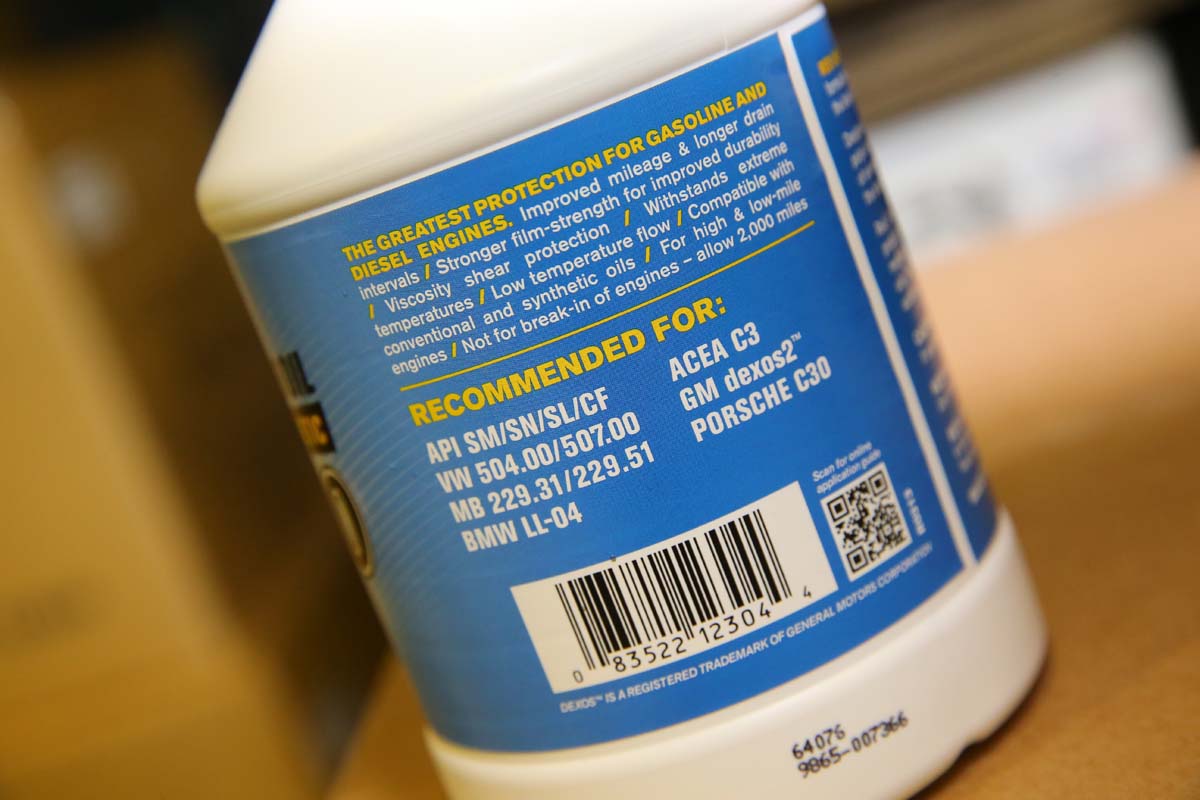 THE GREATEST PROTECTION FOR GASOLINE AND
DIESEL ENGINES. Improved mileage & longer drain
intervals / Stronger film-strength for improved durability
/ Viscosity shear protection / Withstands extreme
temperatures / Low temperature flow / Compatible with
conventional and synthetic oils / For high & low-mile
engines / Not for break-in of engines – allow 2,000 miles
RECOMMENDED FOR:
API SM/SN/SL/CF
VW 504.00/507.00
MB 229.31/229.51
BMW LL-04
ACEA C3
GM dexos2™
PORSCHE C30
Scan for online
application guide
0 83522 12304 4
DEXOS™ IS A REGISTERED TRADEMARK OF GENERAL MOTORS CORPORATION
64076
9865-007366